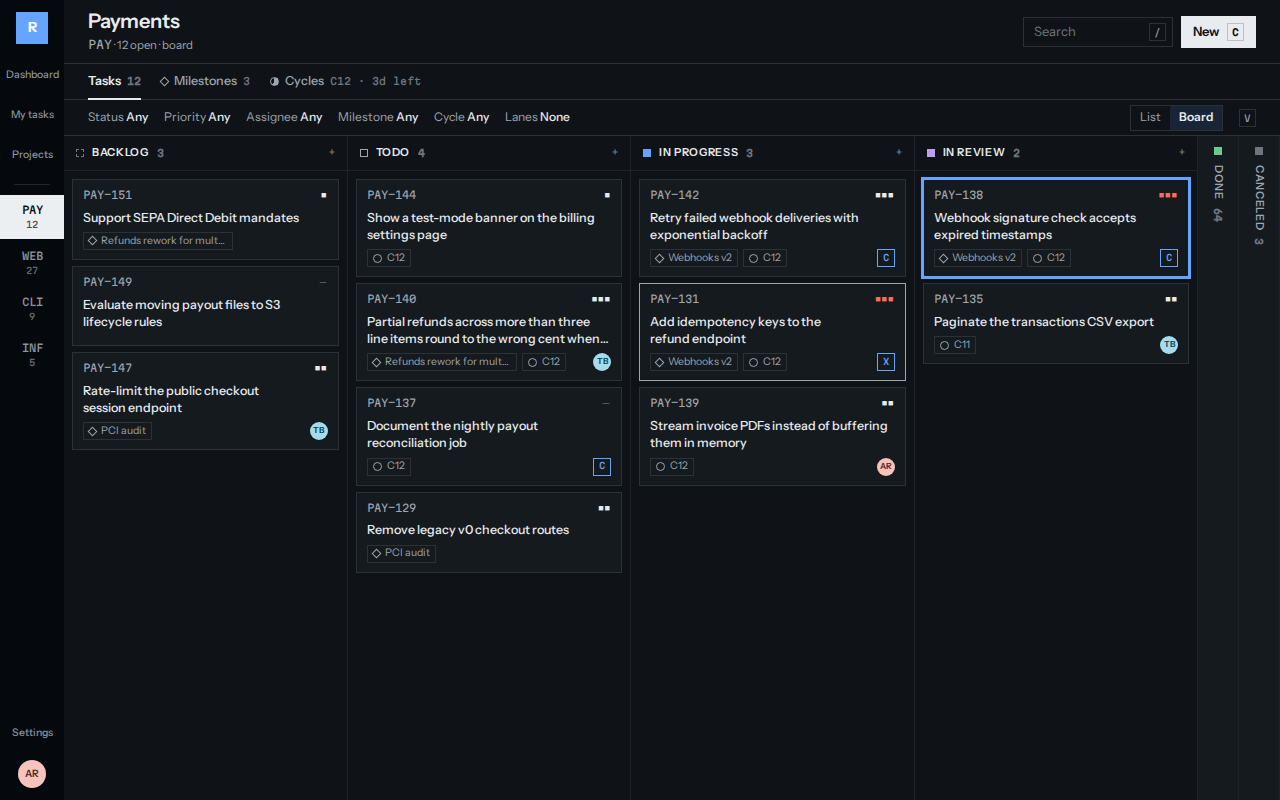 R
Dashboard
My tasks
Projects
PAY
12
WEB
27
CLI
9
INF
5
Settings
AR
Payments
PAY · 12 open · board
Search /
New C
Tasks 12
Milestones 3
Cycles C12 · 3d left
Status Any
Priority Any
Assignee Any
Milestone Any
Cycle Any
Lanes None
List
Board
V
BACKLOG 3 +
PAY-151
Support SEPA Direct Debit mandates
Refunds rework for mult…
PAY-149 —
Evaluate moving payout files to S3
lifecycle rules
PAY-147
Rate-limit the public checkout
session endpoint
PCI audit
TB
TODO 4 +
PAY-144
Show a test-mode banner on the billing
settings page
C12
PAY-140
Partial refunds across more than three
line items round to the wrong cent when…
Refunds rework for mult…
C12
TB
PAY-137 —
Document the nightly payout
reconciliation job
C12
C
PAY-129
Remove legacy v0 checkout routes
PCI audit
IN PROGRESS 3 +
PAY-142
Retry failed webhook deliveries with
exponential backoff
Webhooks v2
C12
C
PAY-131
Add idempotency keys to the
refund endpoint
Webhooks v2
C12
X
PAY-139
Stream invoice PDFs instead of buffering
them in memory
C12
AR
IN REVIEW 2 +
PAY-138
Webhook signature check accepts
expired timestamps
Webhooks v2
C12
C
PAY-135
Paginate the transactions CSV export
C11
TB
DONE 64
CANCELED 3